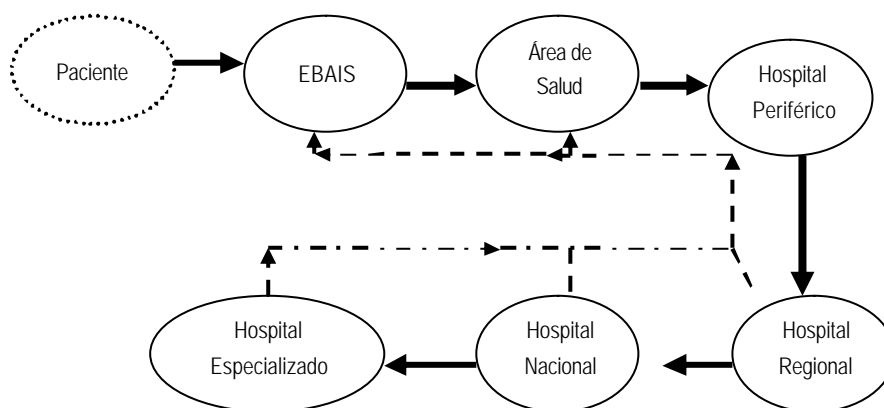 Paciente
EBAIS
Área de
Salud
Hospital
Periférico
Hospital
Especializado
Hospital
Nacional
Hospital
Regional